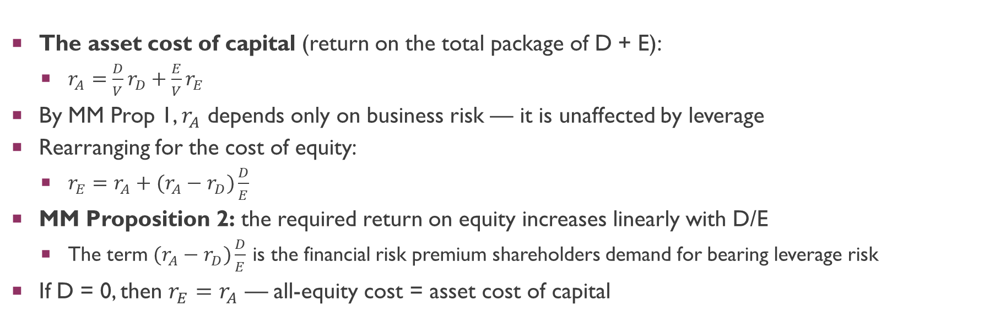 ▪ The asset cost of capital (return on the total package of D + E):
▪ r_A = D/V r_D + E/V r_E
▪ By MM Prop 1, r_A depends only on business risk — it is unaffected by leverage
▪ Rearranging for the cost of equity:
▪ r_E = r_A + (r_A − r_D) D/E
▪ MM Proposition 2: the required return on equity increases linearly with D/E
▪ The term (r_A − r_D) D/E is the financial risk premium shareholders demand for bearing leverage risk
▪ If D = 0, then r_E = r_A — all-equity cost = asset cost of capital